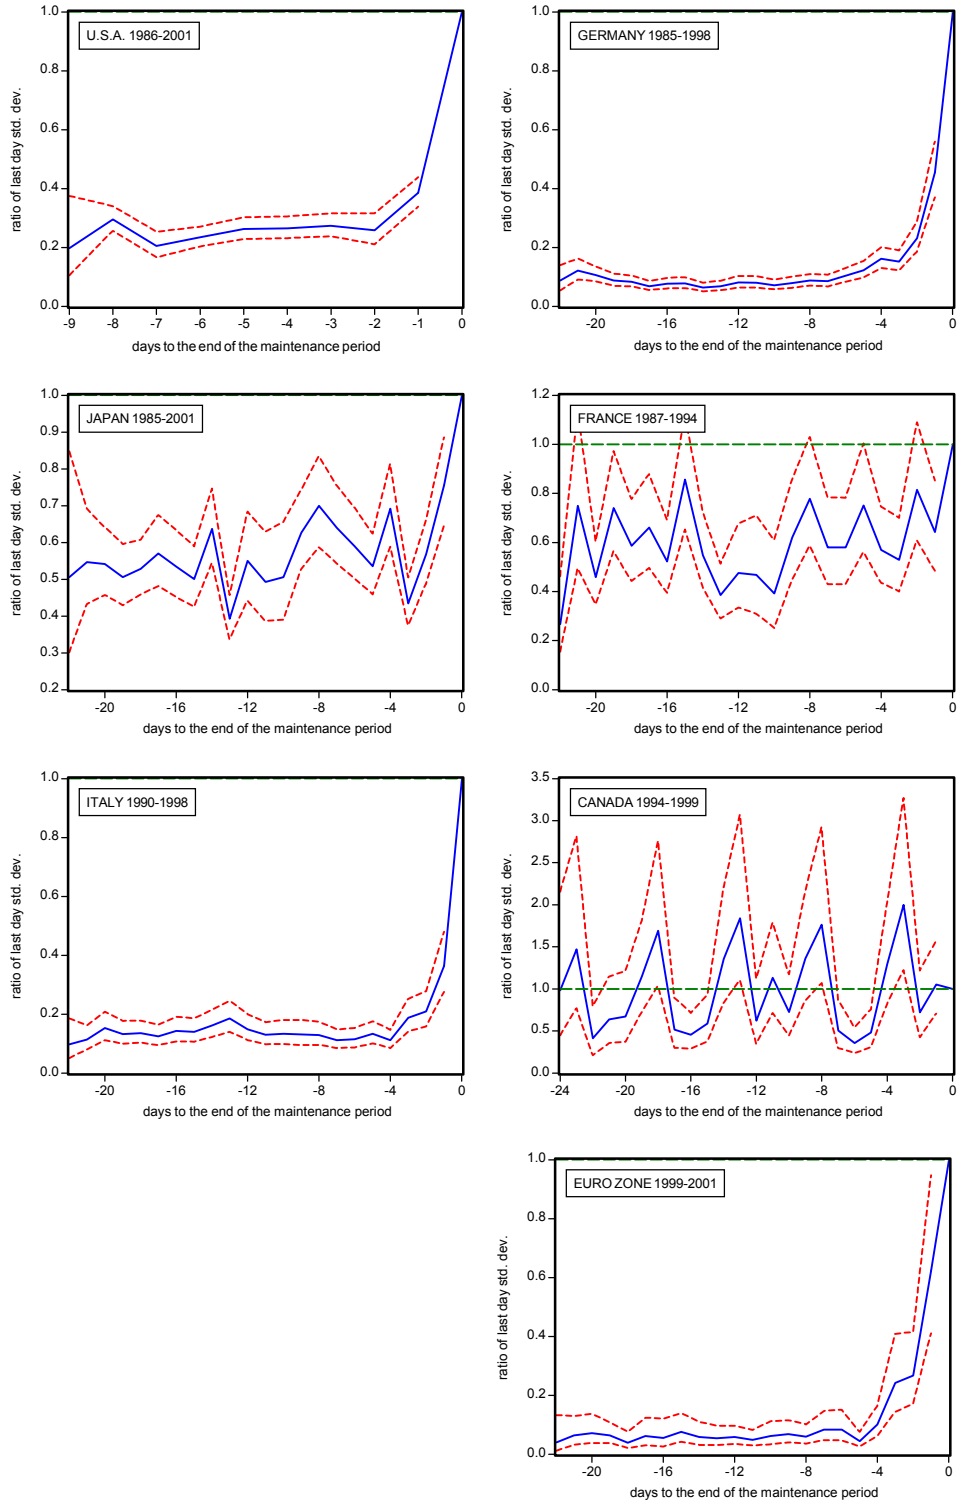 U.S.A. 1986-2001
ratio of last day std. dev.
1.0
0.8
0.6
0.4
0.2
0.0
-9 -8 -7 -6 -5 -4 -3 -2 -1 0
days to the end of the maintenance period
GERMANY 1985-1998
ratio of last day std. dev.
1.0
0.8
0.6
0.4
0.2
0.0
-20 -16 -12 -8 -4 0
days to the end of the maintenance period
JAPAN 1985-2001
ratio of last day std. dev.
1.0
0.9
0.8
0.7
0.6
0.5
0.4
0.3
0.2
-20 -16 -12 -8 -4 0
days to the end of the maintenance period
FRANCE 1987-1994
ratio of last day std. dev.
1.2
1.0
0.8
0.6
0.4
0.2
0.0
-20 -16 -12 -8 -4 0
days to the end of the maintenance period
ITALY 1990-1998
ratio of last day std. dev.
1.0
0.8
0.6
0.4
0.2
0.0
-20 -16 -12 -8 -4 0
days to the end of the maintenance period
CANADA 1994-1999
ratio of last day std. dev.
3.5
3.0
2.5
2.0
1.5
1.0
0.5
0.0
-24 -20 -16 -12 -8 -4 0
days to the end of the maintenance period
EURO ZONE 1999-2001
ratio of last day std. dev.
1.0
0.8
0.6
0.4
0.2
0.0
-20 -16 -12 -8 -4 0
days to the end of the maintenance period